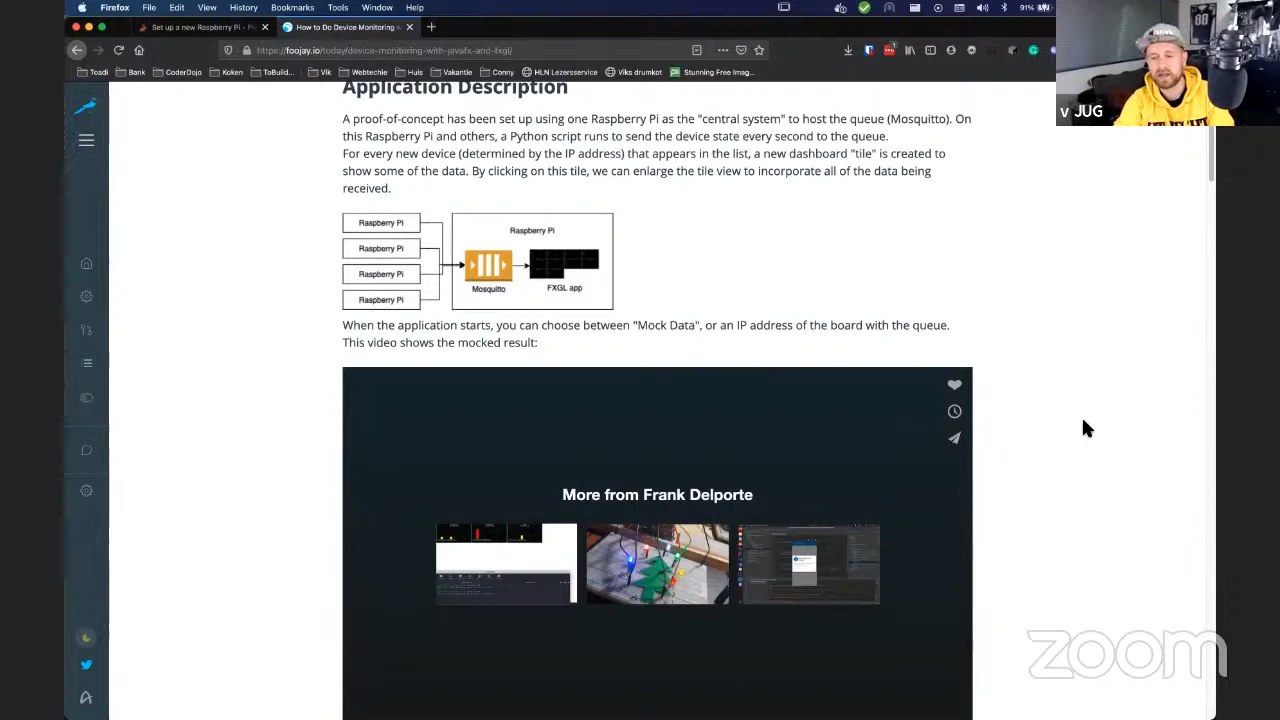 Firefox File Edit View History Bookmarks Tools Window Help
91%
Set up a new Raspberry Pi - Pi
How to Do Device Monitoring w
https://foojay.io/today/device-monitoring-with-javafx-and-fxgl/
Toadi Bank CoderDojo Koken ToBuild... Vik Webtechie Huis Vakantie Conny HLN Lezersservice Viks drumkot Stunning Free Imag...
88
v JUG
Application Description
A proof-of-concept has been set up using one Raspberry Pi as the "central system" to host the queue (Mosquitto). On
this Raspberry Pi and others, a Python script runs to send the device state every second to the queue.
For every new device (determined by the IP address) that appears in the list, a new dashboard "tile" is created to
show some of the data. By clicking on this tile, we can enlarge the tile view to incorporate all of the data being
received.
Raspberry Pi
Raspberry Pi
Raspberry Pi
Raspberry Pi
Raspberry Pi
Mosquitto
FXGL app
When the application starts, you can choose between "Mock Data", or an IP address of the board with the queue.
This video shows the mocked result:
More from Frank Delporte
zoom